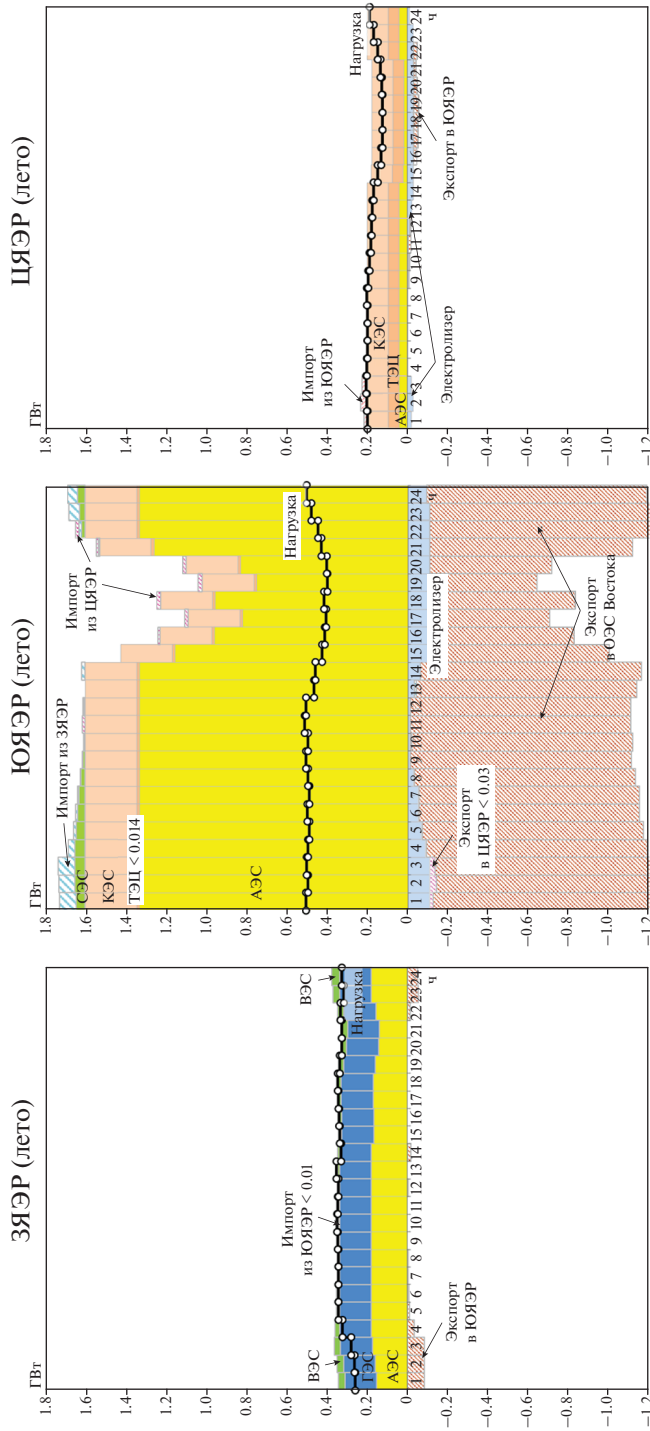 ЗЯЭР (лето)
ГВт
1.8
1.6
1.4
1.2
1.0
0.8
0.6
0.4
0.2
0
−0.2
−0.4
−0.6
−0.8
−1.0
−1.2
ВЭС
Импорт
из ЮЯЭР < 0.01
ВЭС
ГЭС
АЭС
Нагрузка
1 2 3 4 5 6 7 8 9 10 11 12 13 14 15 16 17 18 19 20 21 22 23 24
ч
Экспорт
в ЮЯЭР
ЮЯЭР (лето)
ГВт
1.8
1.6
1.4
1.2
1.0
0.8
0.6
0.4
0.2
0
−0.2
−0.4
−0.6
−0.8
−1.0
−1.2
Импорт из ЗЯЭР
Импорт
из ЦЯЭР
СЭС
КЭС
ТЭЦ < 0.014
АЭС
Нагрузка
1 2 3 4 5 6 7 8 9 10 11 12 13 14 15 16 17 18 19 20 21 22 23 24
ч
Электролизер
Экспорт
в ЦЯЭР < 0.03
Экспорт
в ОЭС Востока
ЦЯЭР (лето)
ГВт
1.8
1.6
1.4
1.2
1.0
0.8
0.6
0.4
0.2
0
−0.2
−0.4
−0.6
−0.8
−1.0
−1.2
Импорт
из ЮЯЭР
Нагрузка
КЭС
ТЭЦ
АЭС
1 2 3 4 5 6 7 8 9 10 11 12 13 14 15 16 17 18 19 20 21 22 23 24
ч
Электролизер
Экспорт в ЮЯЭР